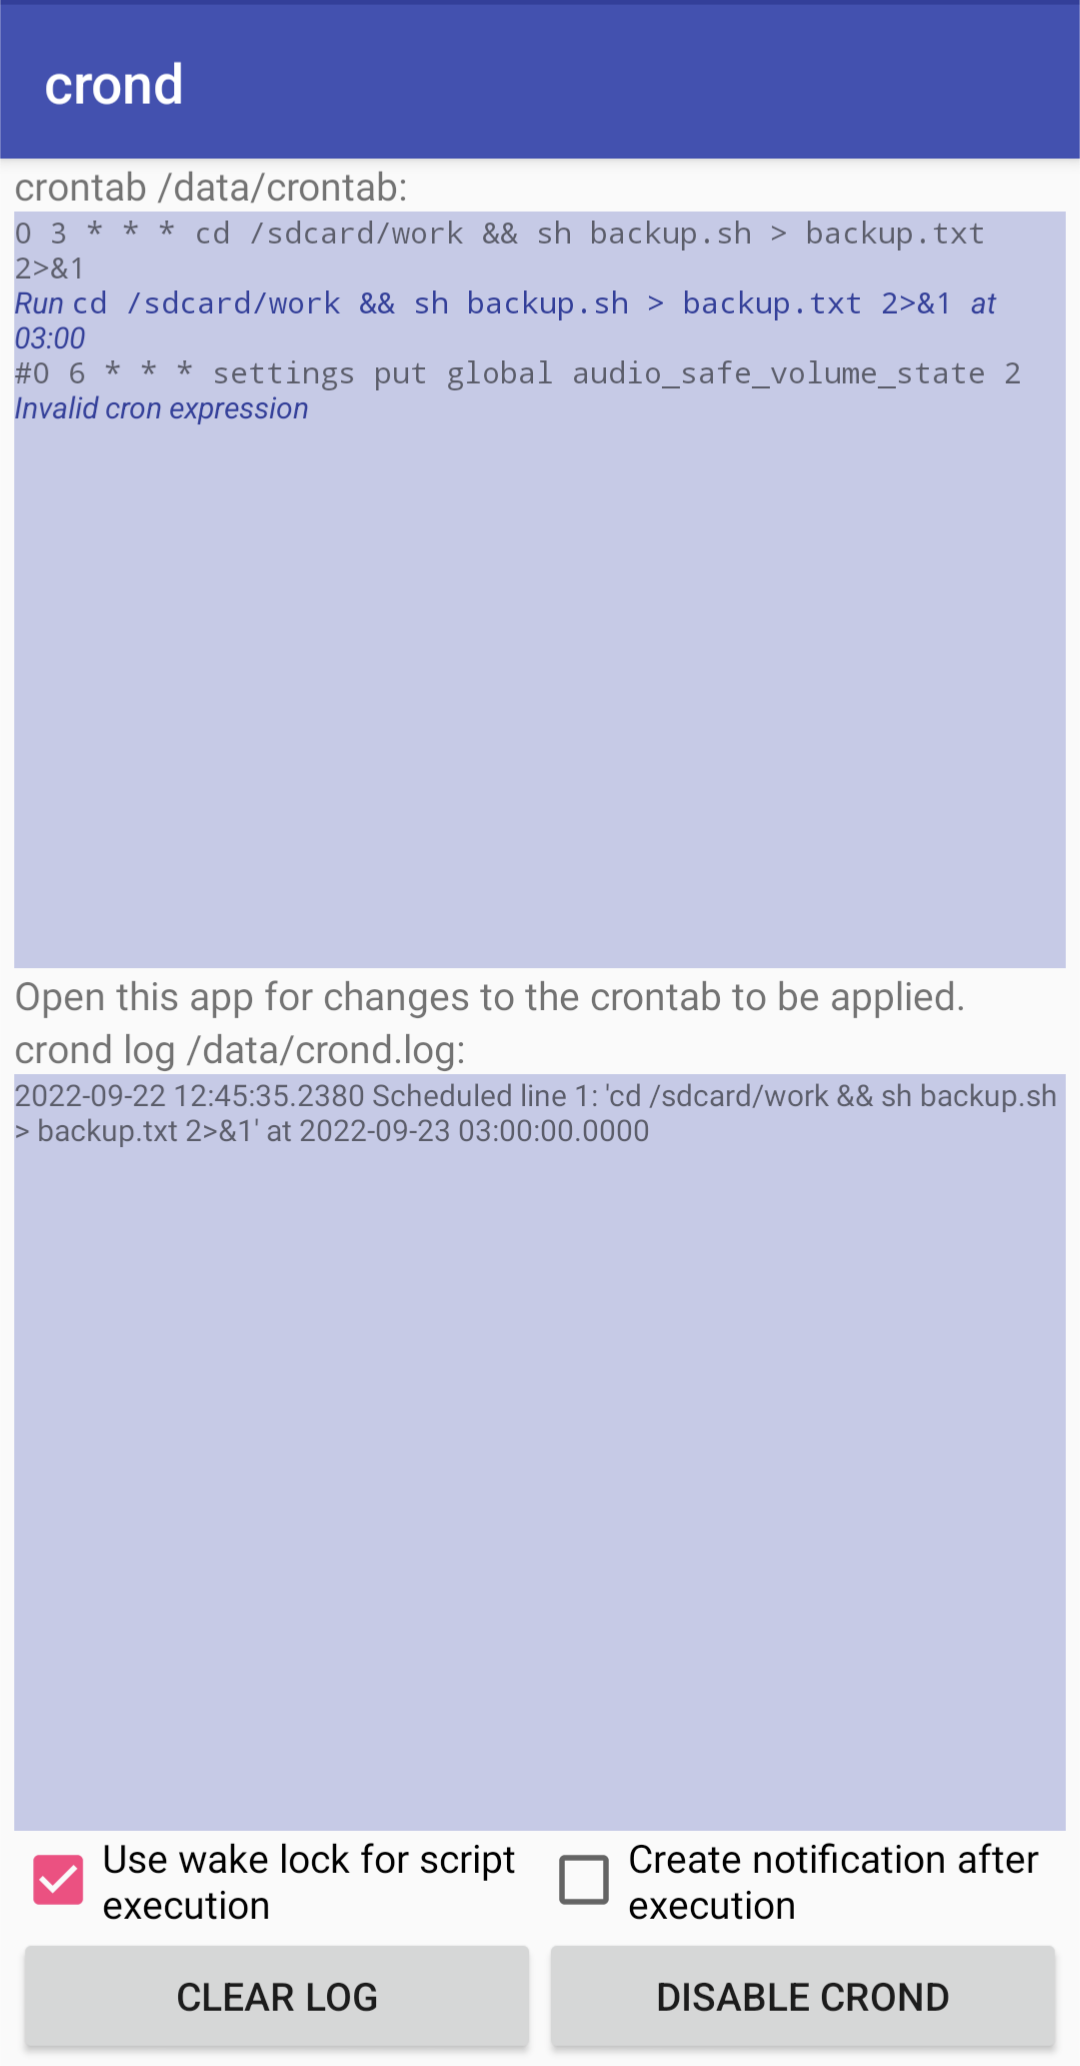 crond
crontab /data/crontab:
0 3 * * * cd /sdcard/work && sh backup.sh > backup.txt
2>&1
Run cd /sdcard/work && sh backup.sh > backup.txt 2>&1 at
03:00
#0 6 * * * settings put global audio_safe_volume_state 2
Invalid cron expression
Open this app for changes to the crontab to be applied.
crond log /data/crond.log:
2022-09-22 12:45:35.2380 Scheduled line 1: 'cd /sdcard/work && sh backup.sh
> backup.txt 2>&1' at 2022-09-23 03:00:00.0000
Use wake lock for script
execution
Create notification after
execution
CLEAR LOG
DISABLE CROND